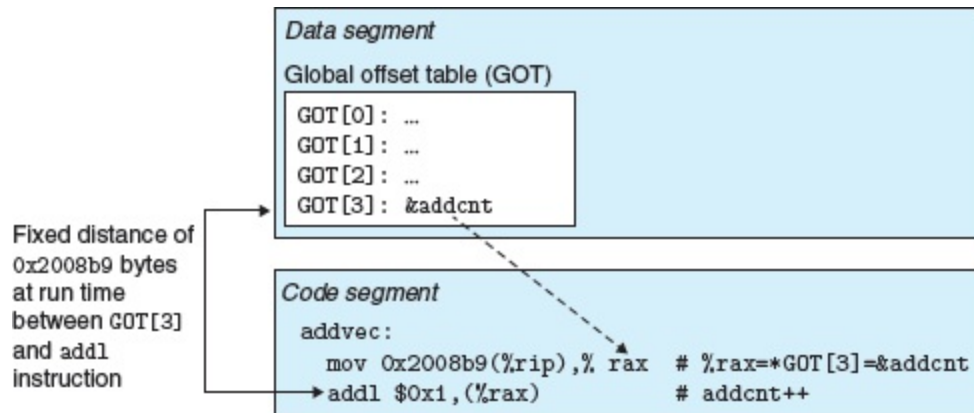 Data segment
Global offset table (GOT)
GOT[0]: …
GOT[1]: …
GOT[2]: …
GOT[3]: &addcnt
Fixed distance of
0x2008b9 bytes
at run time
between GOT[3]
and addl
instruction
Code segment
addvec:
mov 0x2008b9(%rip),% rax # %rax=*GOT[3]=&addcnt
addl $0x1,(%rax) # addcnt++